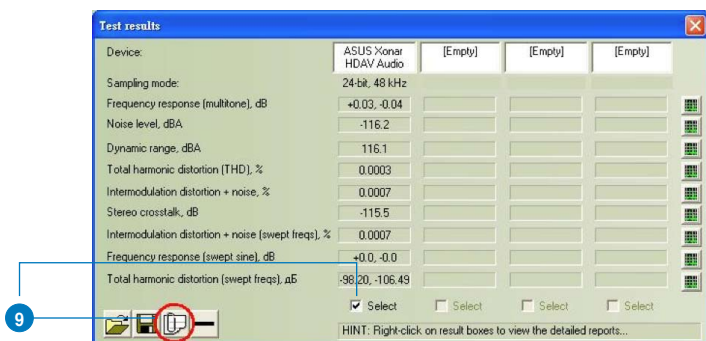 Test results
Device: ASUS Xonar HDAV Audio [Empty] [Empty] [Empty]
Sampling mode: 24-bit, 48 kHz
Frequency response (multitone), dB +0.03, -0.04
Noise level, dBA -116.2
Dynamic range, dBA 116.1
Total harmonic distortion (THD), % 0.0003
Intermodulation distortion + noise, % 0.0007
Stereo crosstalk, dB -115.5
Intermodulation distortion + noise (swept freqs), % 0.0007
Frequency response (swept sine), dB +0.0, -0.0
Total harmonic distortion (swept freqs), дБ -98.20, -106.49
Select Select Select Select
9
HINT: Right-click on result boxes to view the detailed reports...